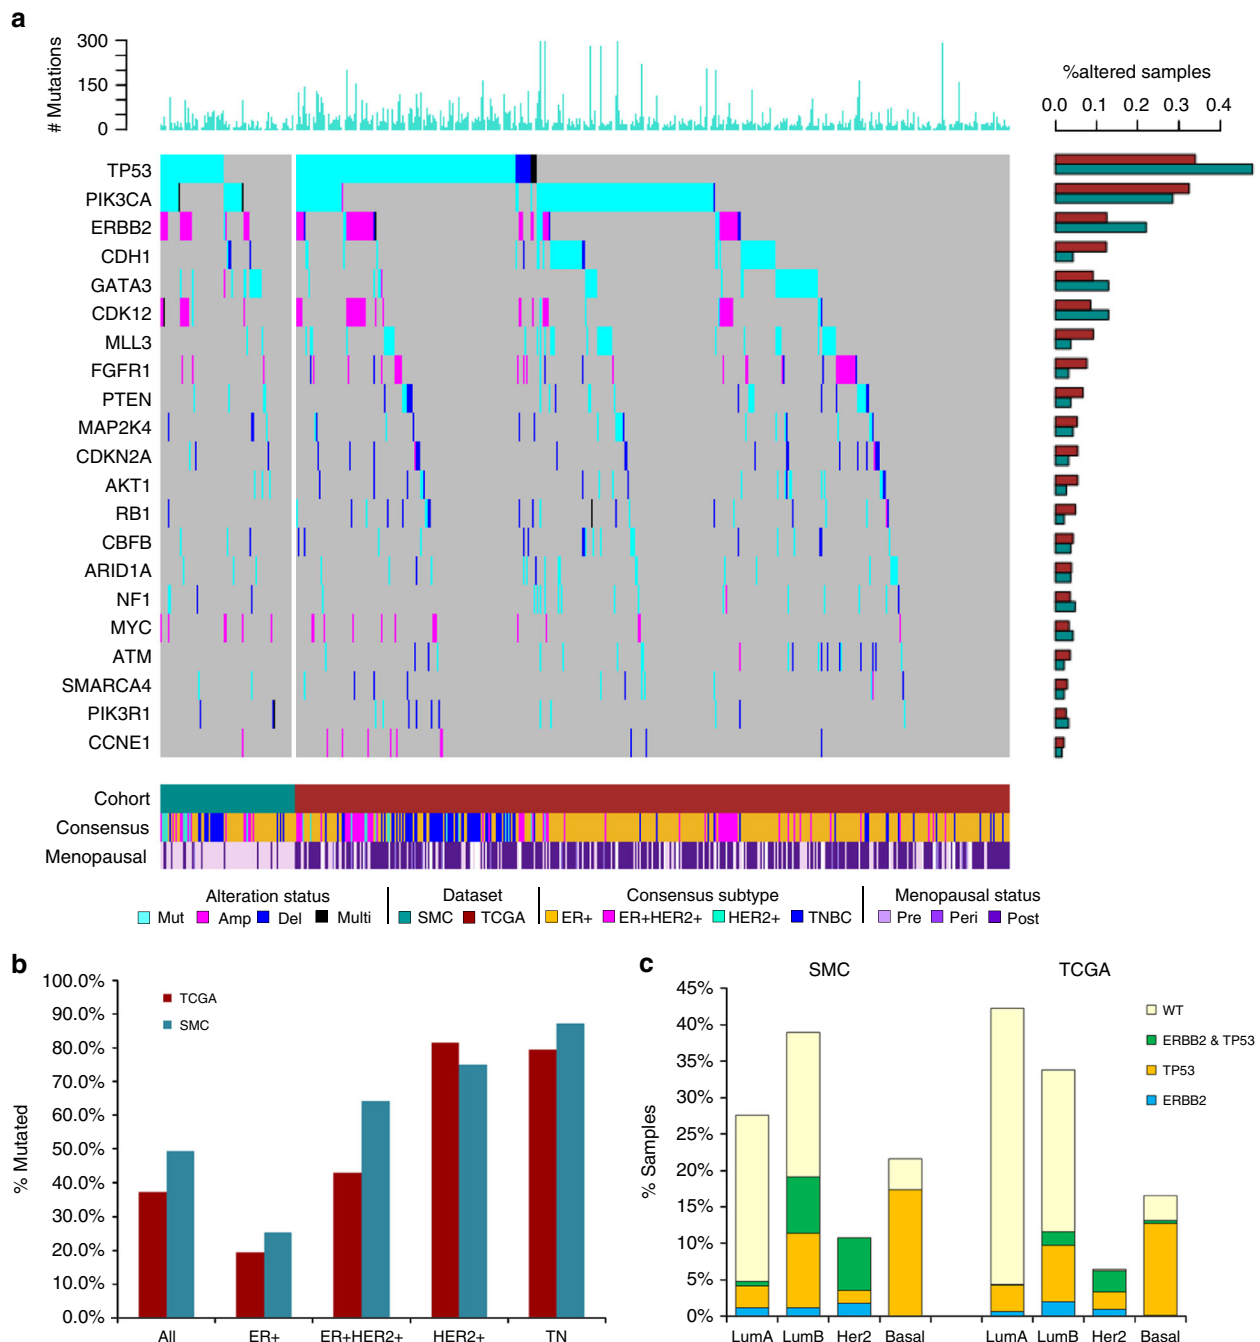 a
# Mutations
300
150
0
%altered samples
0.0 0.1 0.2 0.3 0.4
TP53
PIK3CA
ERBB2
CDH1
GATA3
CDK12
MLL3
FGFR1
PTEN
MAP2K4
CDKN2A
AKT1
RB1
CBFB
ARID1A
NF1
MYC
ATM
SMARCA4
PIK3R1
CCNE1
Cohort
Consensus
Menopausal
Alteration status
Mut Amp Del Multi
Dataset
SMC TCGA
Consensus subtype
ER+ ER+HER2+ HER2+ TNBC
Menopausal status
Pre Peri Post
b
% Mutated
100.0%
90.0%
80.0%
70.0%
60.0%
50.0%
40.0%
30.0%
20.0%
10.0%
0.0%
TCGA
SMC
All ER+ ER+HER2+ HER2+ TN
c
SMC TCGA
% Samples
45%
40%
35%
30%
25%
20%
15%
10%
5%
0%
WT
ERBB2 & TP53
TP53
ERBB2
LumA LumB Her2 Basal LumA LumB Her2 Basal